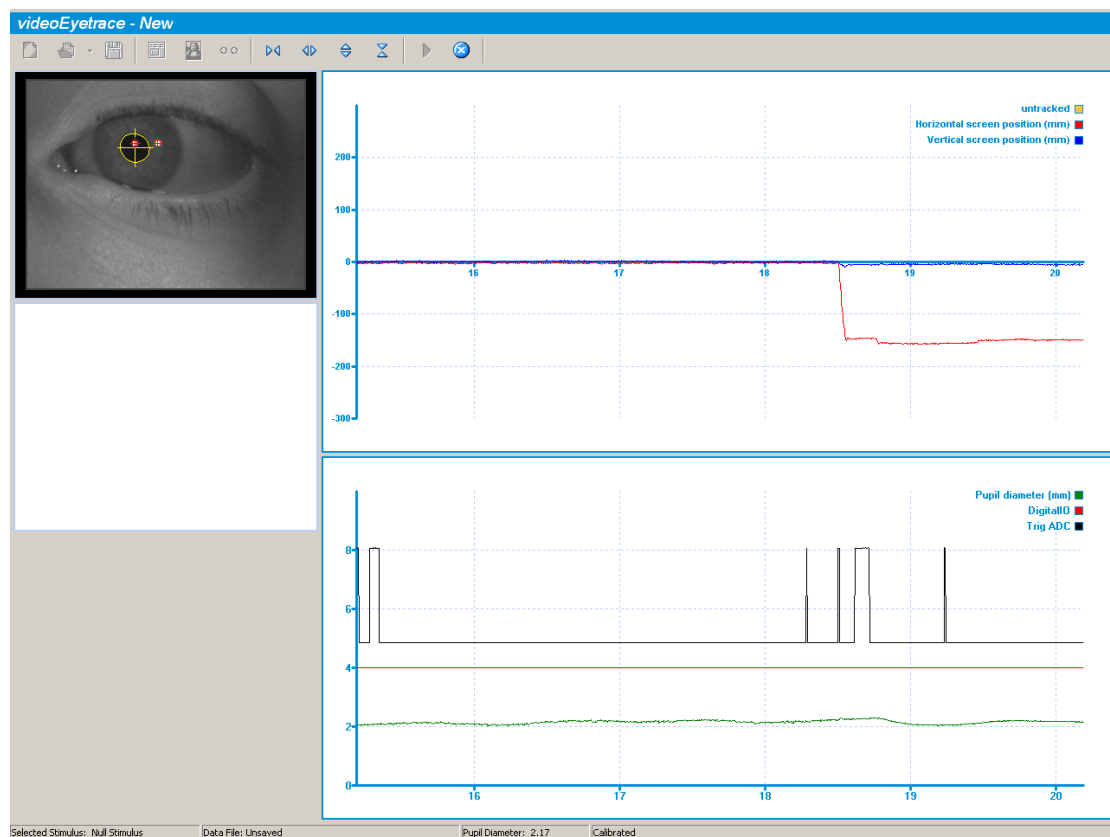 videoEyetrace - New
untracked
Horizontal screen position (mm)
Vertical screen position (mm)
200
100
0
-100
-200
-300
16
17
18
19
20
Pupil diameter (mm)
DigitalIO
Trig ADC
8
6
4
2
0
16
17
18
19
20
Selected Stimulus: Null Stimulus
Data File: Unsaved
Pupil Diameter: 2.17
Calibrated